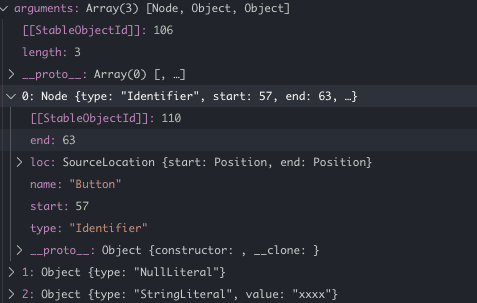 arguments: Array(3) [Node, Object, Object]
[[StableObjectId]]: 106
length: 3
__proto__: Array(0) [, …]
0: Node {type: "Identifier", start: 57, end: 63, …}
[[StableObjectId]]: 110
end: 63
loc: SourceLocation {start: Position, end: Position}
name: "Button"
start: 57
type: "Identifier"
__proto__: Object {constructor: , __clone: }
1: Object {type: "NullLiteral"}
2: Object {type: "StringLiteral", value: "xxxx"}